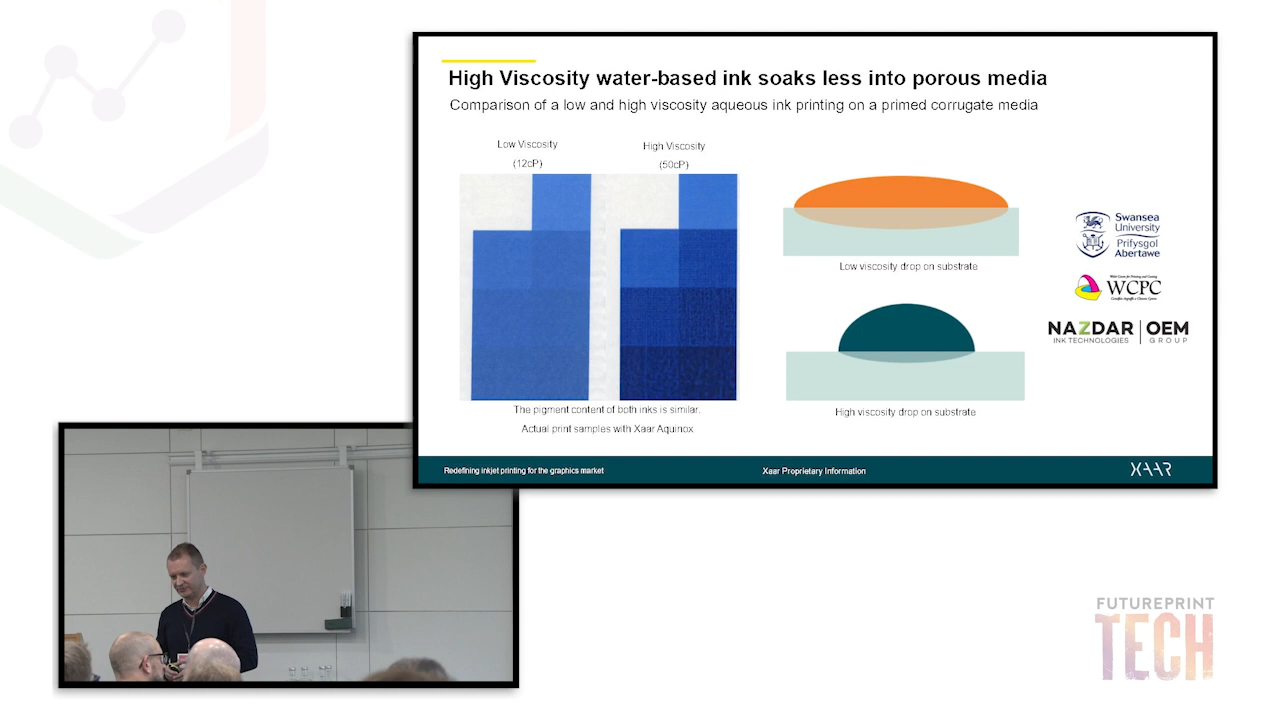 High Viscosity water-based ink soaks less into porous media
Comparison of a low and high viscosity aqueous ink printing on a primed corrugate media
Low Viscosity
(12cP)
High Viscosity
(50cP)
Low viscosity drop on substrate
High viscosity drop on substrate
The pigment content of both inks is similar.
Actual print samples with Xaar Aquinox
Swansea
University
Prifysgol
Abertawe
WCPC
NAZDAR OEM
INK TECHNOLOGIES GROUP
Redefining inkjet printing for the graphics market
Xaar Proprietary Information
XAAR
FUTUREPRINT
TECH